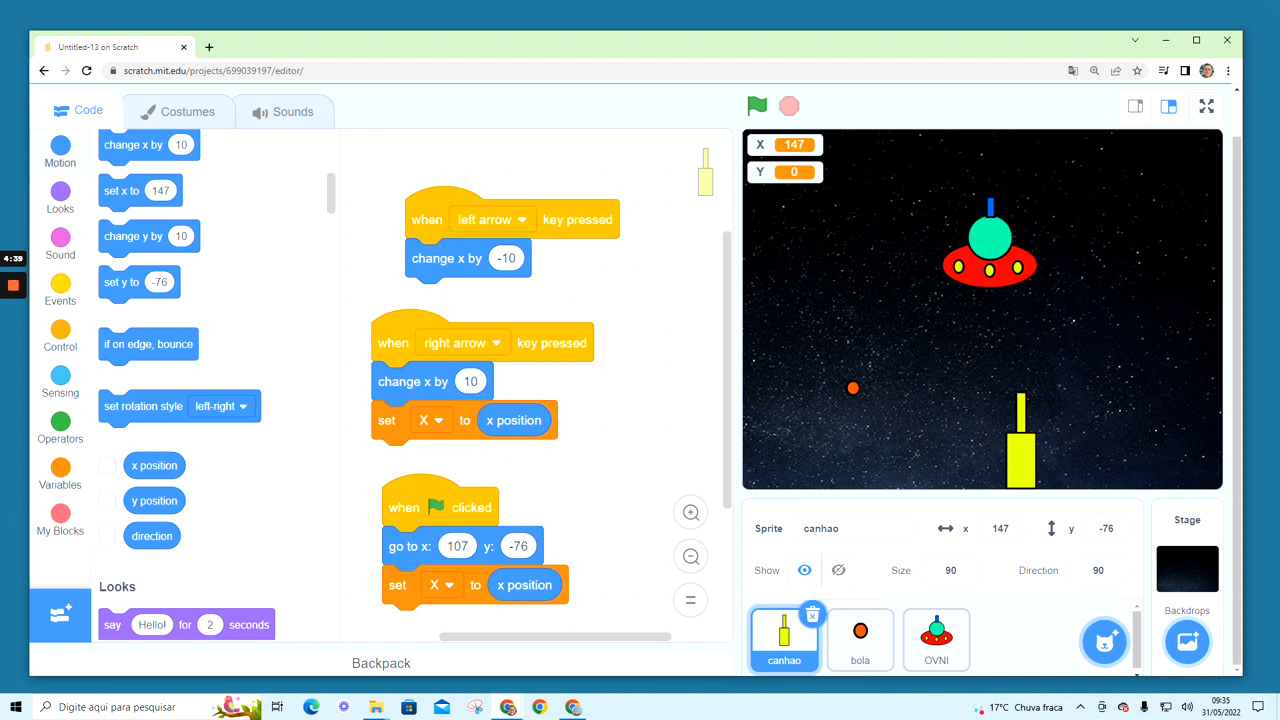 Untitled-13 on Scratch
scratch.mit.edu/projects/699039197/editor/
Code
Costumes
Sounds
Motion
Looks
Sound
Events
Control
Sensing
Operators
Variables
My Blocks
change x by 10
set x to 147
change y by 10
set y to -76
if on edge, bounce
set rotation style left-right
x position
y position
direction
Looks
say Hello! for 2 seconds
when left arrow key pressed
change x by -10
when right arrow key pressed
change x by 10
set X to x position
when clicked
go to x: 107 y: -76
set X to x position
Backpack
X 147
Y 0
Sprite canhao x 147 y -76
Show Size 90 Direction 90
canhao
bola
OVNI
Stage
Backdrops
4:39
Digite aqui para pesquisar
17°C Chuva fraca
09:35
31/05/2022